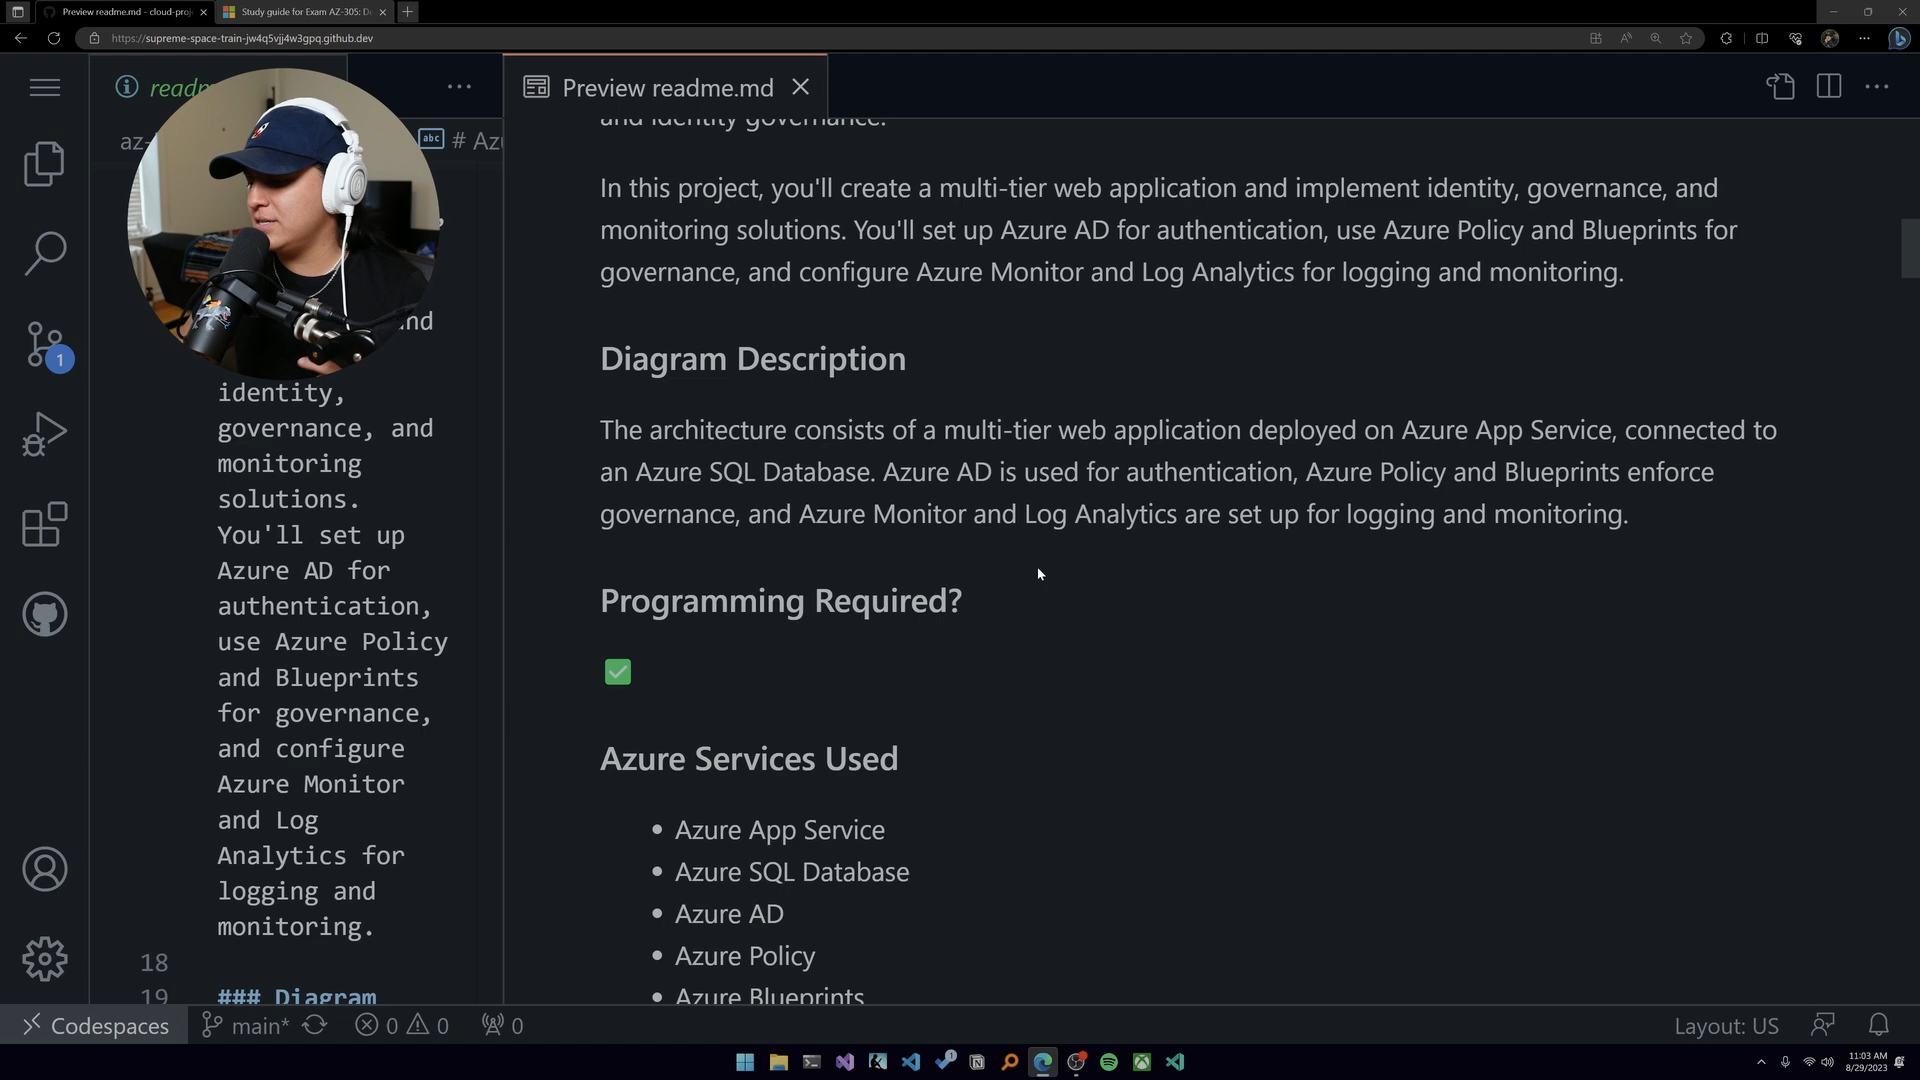 Preview readme.md - cloud-proj
Study guide for Exam AZ-305: De
https://supreme-space-train-jw4q5vjj4w3gpq.github.dev
Preview readme.md
# Azu
az-
and
identity,
governance, and
monitoring
solutions.
You'll set up
Azure AD for
authentication,
use Azure Policy
and Blueprints
for governance,
and configure
Azure Monitor
and Log
Analytics for
logging and
monitoring.
18
19 ### Diagram
and identity governance.
In this project, you'll create a multi-tier web application and implement identity, governance, and
monitoring solutions. You'll set up Azure AD for authentication, use Azure Policy and Blueprints for
governance, and configure Azure Monitor and Log Analytics for logging and monitoring.
Diagram Description
The architecture consists of a multi-tier web application deployed on Azure App Service, connected to
an Azure SQL Database. Azure AD is used for authentication, Azure Policy and Blueprints enforce
governance, and Azure Monitor and Log Analytics are set up for logging and monitoring.
Programming Required?
Azure Services Used
• Azure App Service
• Azure SQL Database
• Azure AD
• Azure Policy
• Azure Blueprints
1
Codespaces main* 0 0 0
Layout: US
11:03 AM
8/29/2023